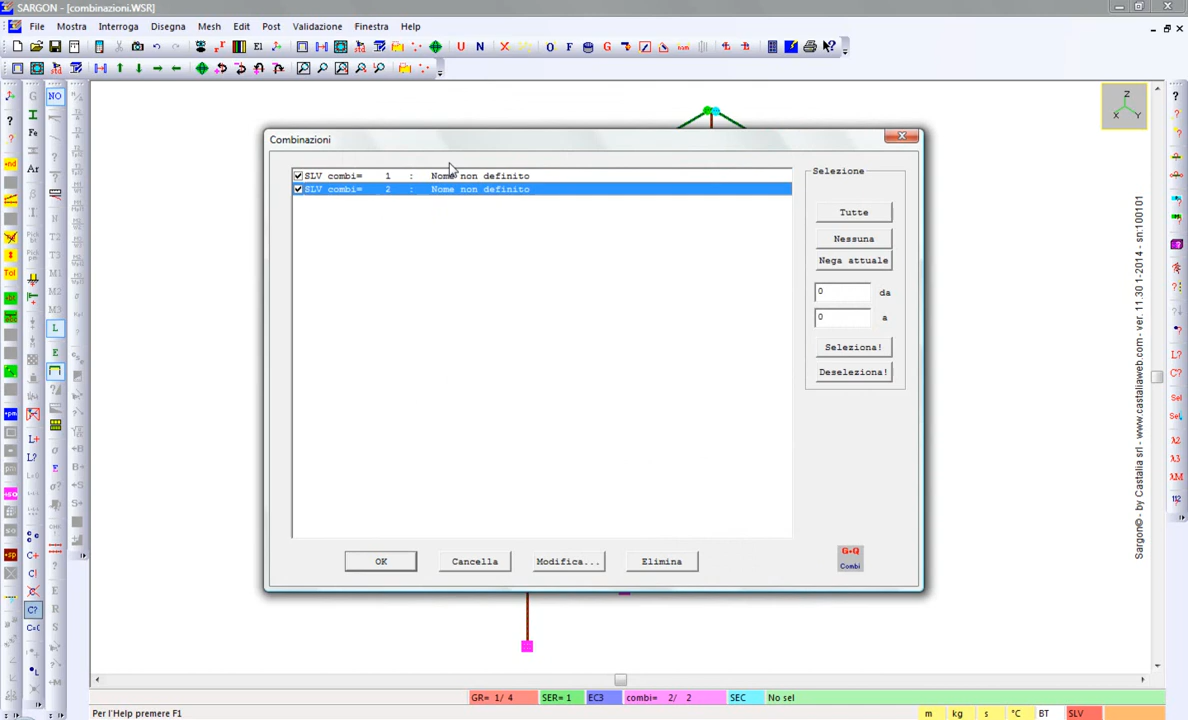 SARGON - [combinazioni.WSR]
File Mostra Interroga Disegna Mesh Edit Post Validazione Finestra Help
Combinazioni
SLV combi= 1 : Nome non definito
SLV combi= 2 : Nome non definito
Selezione
Tutte
Nessuna
Nega attuale
0 da
0 a
Seleziona!
Deseleziona!
OK Cancella Modifica... Elimina
G+Q
Combi
Z
X Y
Sargon© - by Castalia srl - www.castaliaweb.com - ver. 11.30 1-2014 - sn:100101
GR= 1/ 4 SER= 1 EC3 combi= 2/ 2 SEC No sel
Per l'Help premere F1
m kg s °C BT SLV